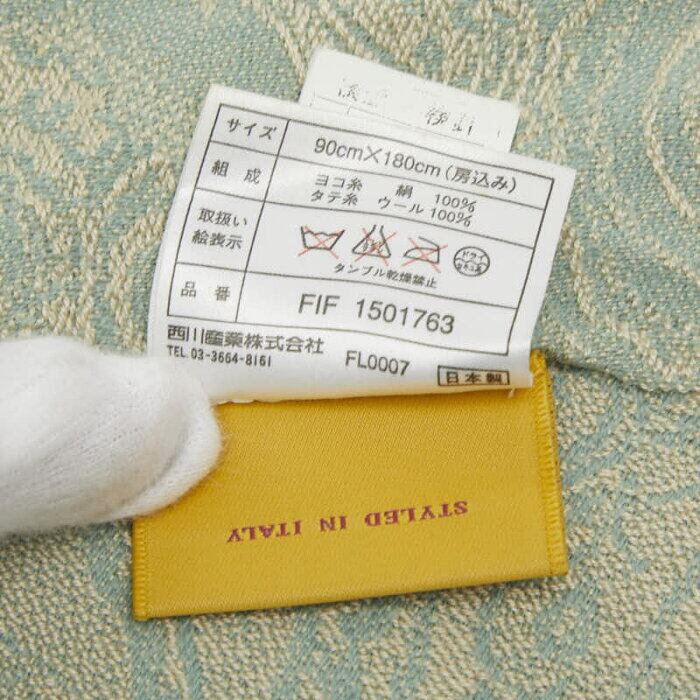 サイズ 90cm×180cm(房込み)
組成 ヨコ糸 絹 100%
タテ糸 ウール 100%
取扱い
絵表示
ドライ
タンブル乾燥禁止
品番 FIF 1501763
西川産業株式会社
TEL.03-3664-8161 FL0007 日本製
STYLED IN ITALY